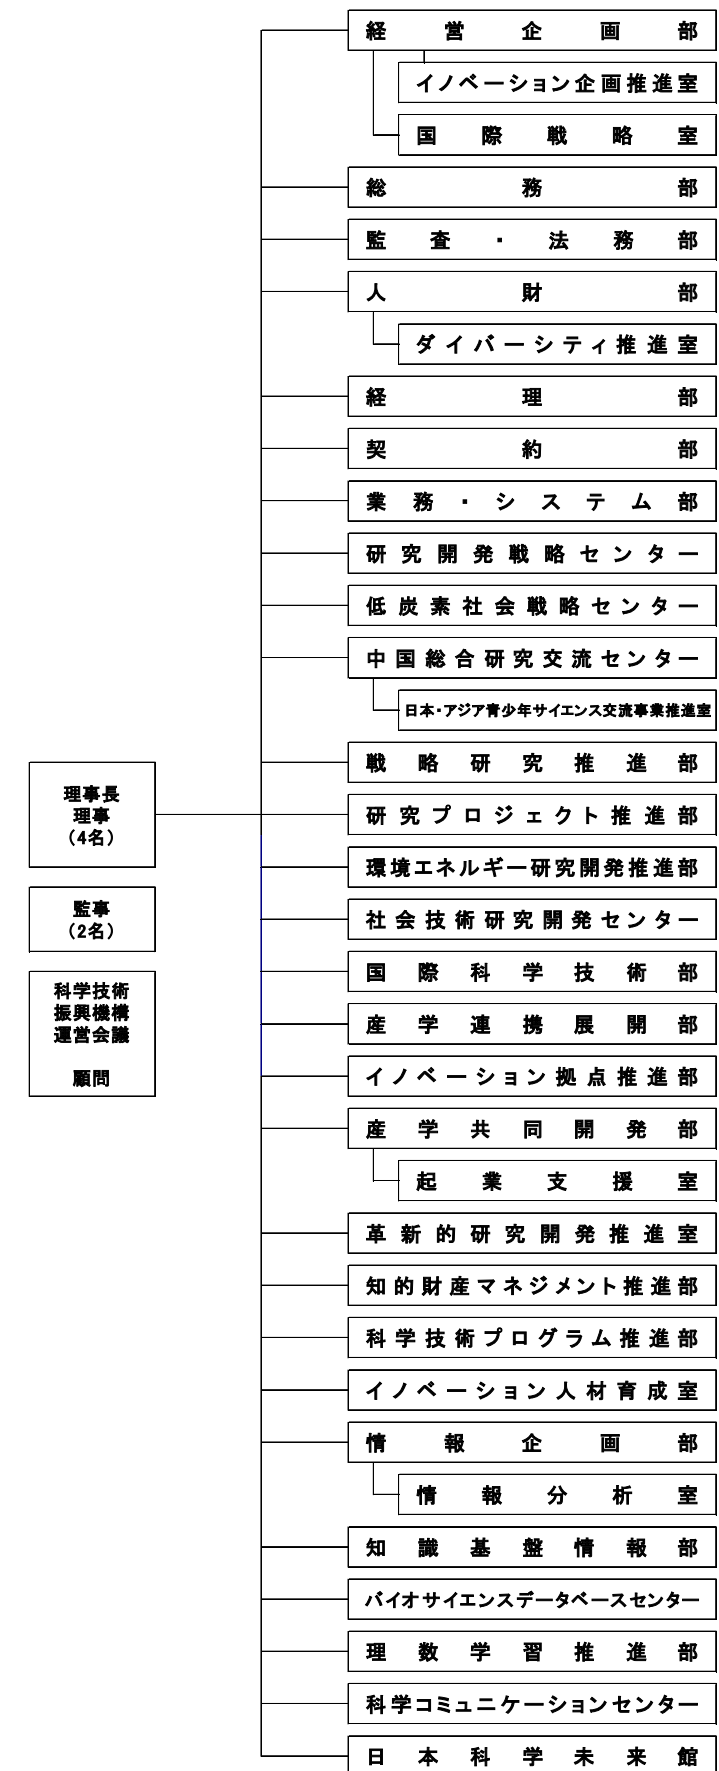 経営企画部
イノベーション企画推進室
国際戦略室
総務部
監査・法務部
人財部
ダイバーシティ推進室
経理部
契約部
業務・システム部
研究開発戦略センター
低炭素社会戦略センター
中国総合研究交流センター
日本・アジア青少年サイエンス交流事業推進室
理事長
理事
(4名)
監事
(2名)
科学技術
振興機構
運営会議
顧問
戦略研究推進部
研究プロジェクト推進部
環境エネルギー研究開発推進部
社会技術研究開発センター
国際科学技術部
産学連携展開部
イノベーション拠点推進部
産学共同開発部
起業支援室
革新的研究開発推進室
知的財産マネジメント推進部
科学技術プログラム推進部
イノベーション人材育成室
情報企画部
情報分析室
知識基盤情報部
バイオサイエンスデータベースセンター
理数学習推進部
科学コミュニケーションセンター
日本科学未来館